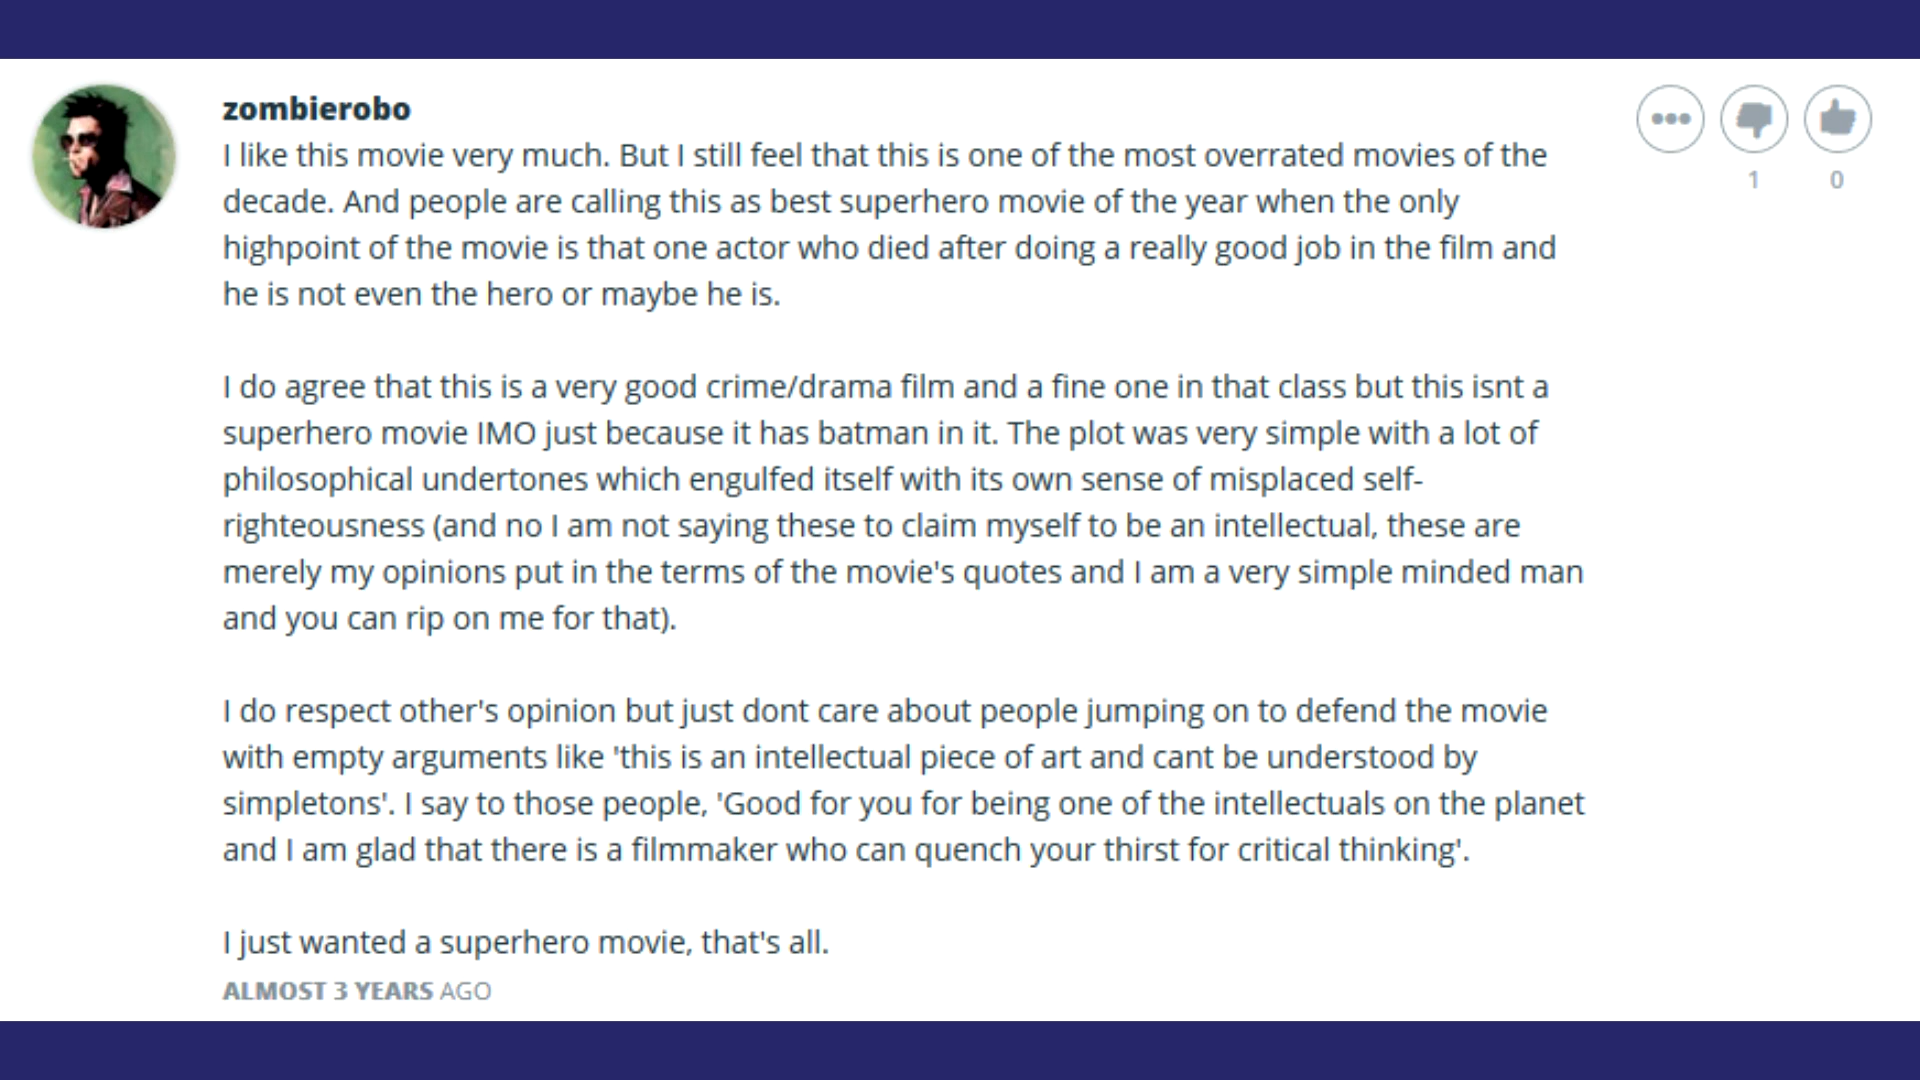 zombierobo
I like this movie very much. But I still feel that this is one of the most overrated movies of the
decade. And people are calling this as best superhero movie of the year when the only
highpoint of the movie is that one actor who died after doing a really good job in the film and
he is not even the hero or maybe he is.
I do agree that this is a very good crime/drama film and a fine one in that class but this isnt a
superhero movie IMO just because it has batman in it. The plot was very simple with a lot of
philosophical undertones which engulfed itself with its own sense of misplaced self-
righteousness (and no I am not saying these to claim myself to be an intellectual, these are
merely my opinions put in the terms of the movie's quotes and I am a very simple minded man
and you can rip on me for that).
I do respect other's opinion but just dont care about people jumping on to defend the movie
with empty arguments like 'this is an intellectual piece of art and cant be understood by
simpletons'. I say to those people, 'Good for you for being one of the intellectuals on the planet
and I am glad that there is a filmmaker who can quench your thirst for critical thinking'.
I just wanted a superhero movie, that's all.
ALMOST 3 YEARS AGO
1 0